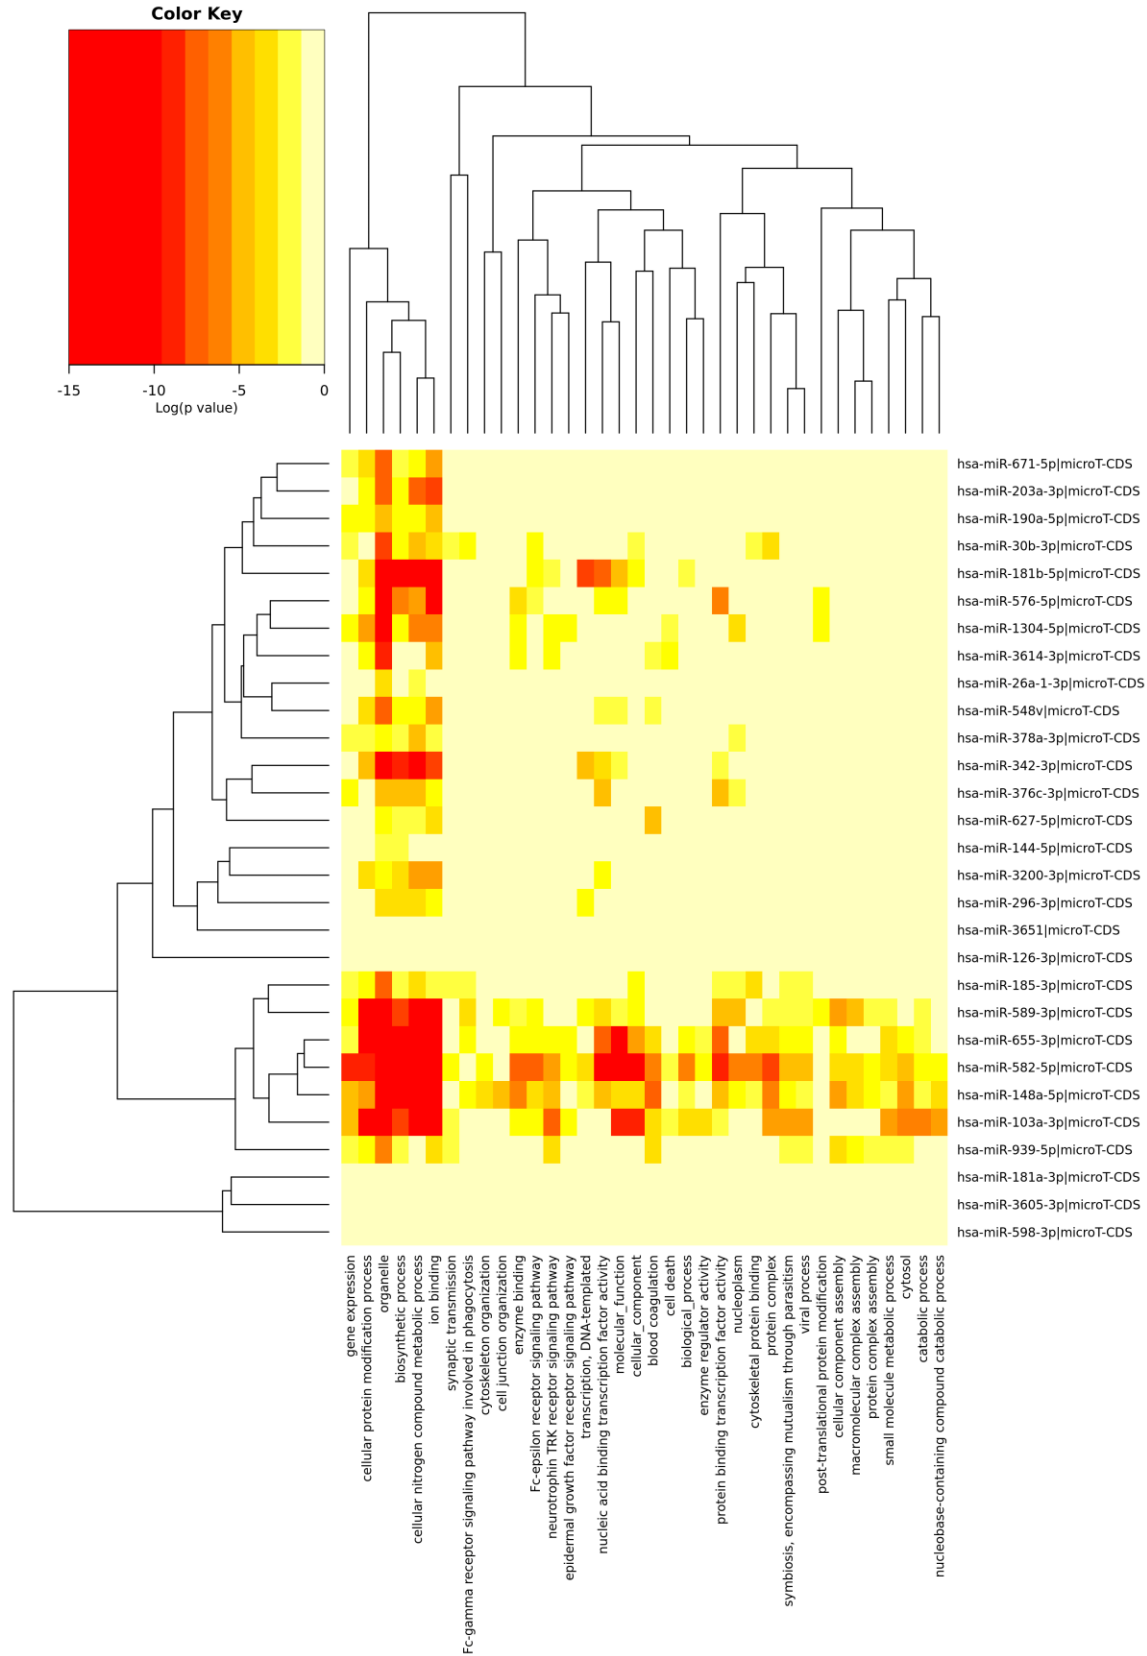 Color Key
-15
-10
-5
0
Log(p value)
hsa-miR-671-5p|microT-CDS
hsa-miR-203a-3p|microT-CDS
hsa-miR-190a-5p|microT-CDS
hsa-miR-30b-3p|microT-CDS
hsa-miR-181b-5p|microT-CDS
hsa-miR-576-5p|microT-CDS
hsa-miR-1304-5p|microT-CDS
hsa-miR-3614-3p|microT-CDS
hsa-miR-26a-1-3p|microT-CDS
hsa-miR-548v|microT-CDS
hsa-miR-378a-3p|microT-CDS
hsa-miR-342-3p|microT-CDS
hsa-miR-376c-3p|microT-CDS
hsa-miR-627-5p|microT-CDS
hsa-miR-144-5p|microT-CDS
hsa-miR-3200-3p|microT-CDS
hsa-miR-296-3p|microT-CDS
hsa-miR-3651|microT-CDS
hsa-miR-126-3p|microT-CDS
hsa-miR-185-3p|microT-CDS
hsa-miR-589-3p|microT-CDS
hsa-miR-655-3p|microT-CDS
hsa-miR-582-5p|microT-CDS
hsa-miR-148a-5p|microT-CDS
hsa-miR-103a-3p|microT-CDS
hsa-miR-939-5p|microT-CDS
hsa-miR-181a-3p|microT-CDS
hsa-miR-3605-3p|microT-CDS
hsa-miR-598-3p|microT-CDS
gene expression
cellular protein modification process
organelle
biosynthetic process
cellular nitrogen compound metabolic process
ion binding
synaptic transmission
Fc-gamma receptor signaling pathway involved in phagocytosis
cytoskeleton organization
cell junction organization
enzyme binding
Fc-epsilon receptor signaling pathway
neurotrophin TRK receptor signaling pathway
epidermal growth factor receptor signaling pathway
transcription, DNA-templated
nucleic acid binding transcription factor activity
molecular_function
cellular_component
blood coagulation
cell death
biological_process
enzyme regulator activity
protein binding transcription factor activity
nucleoplasm
cytoskeletal protein binding
protein complex
symbiosis, encompassing mutualism through parasitism
viral process
post-translational protein modification
cellular component assembly
macromolecular complex assembly
protein complex assembly
small molecule metabolic process
cytosol
catabolic process
nucleobase-containing compound catabolic process